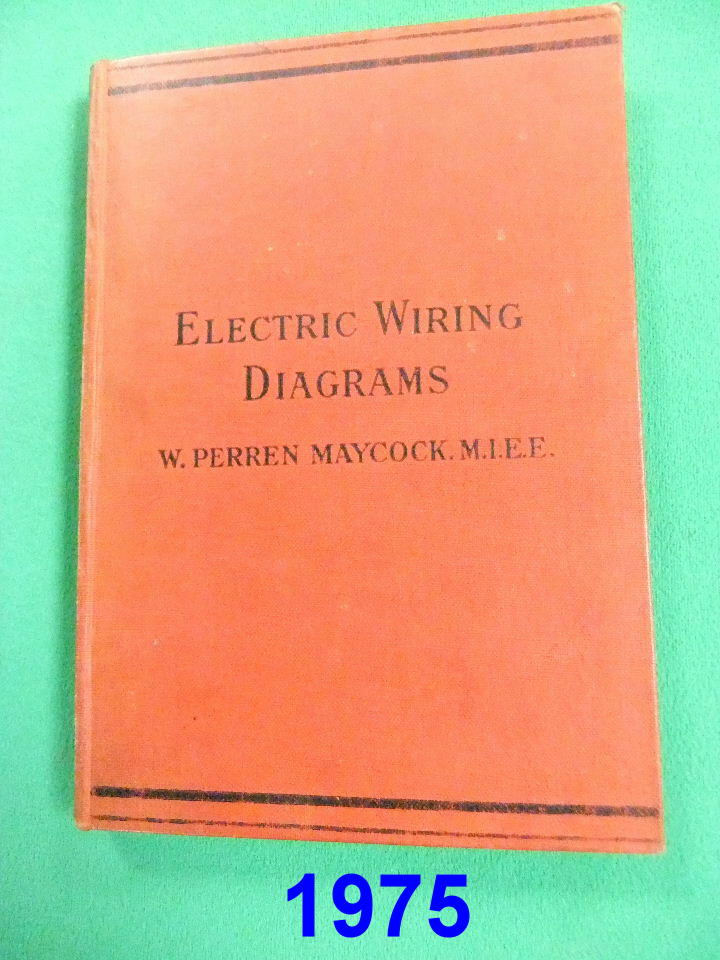 ELECTRIC WIRING
DIAGRAMS
W. PERREN MAYCOCK. M.I.E.E.
1975